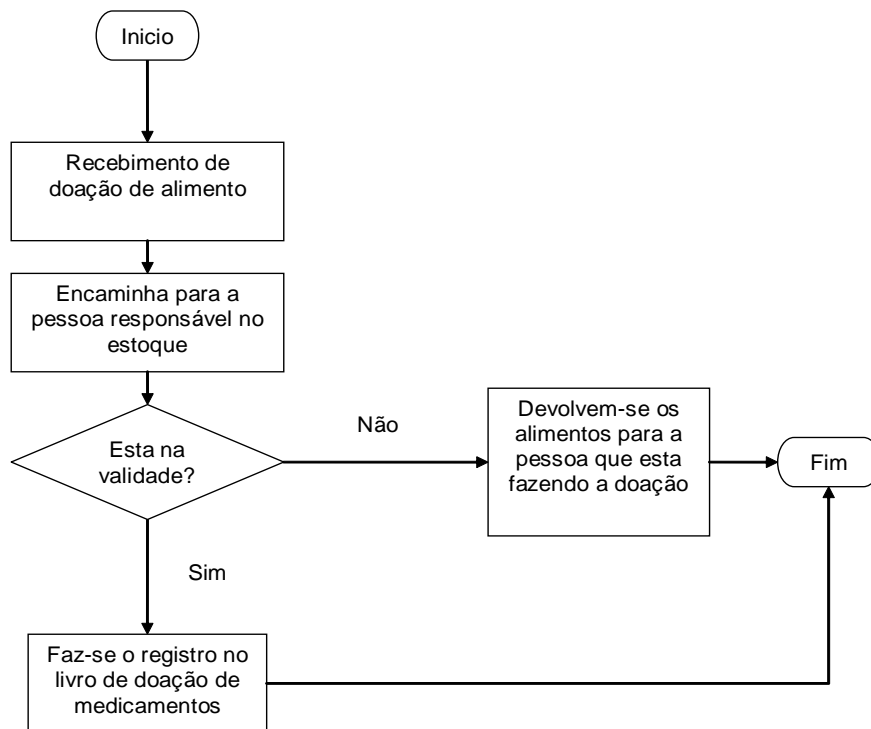 Inicio
Recebimento de
doação de alimento
Encaminha para a
pessoa responsável no
estoque
Esta na
validade?
Não
Devolvem-se os
alimentos para a
pessoa que esta
fazendo a doação
Fim
Sim
Faz-se o registro no
livro de doação de
medicamentos